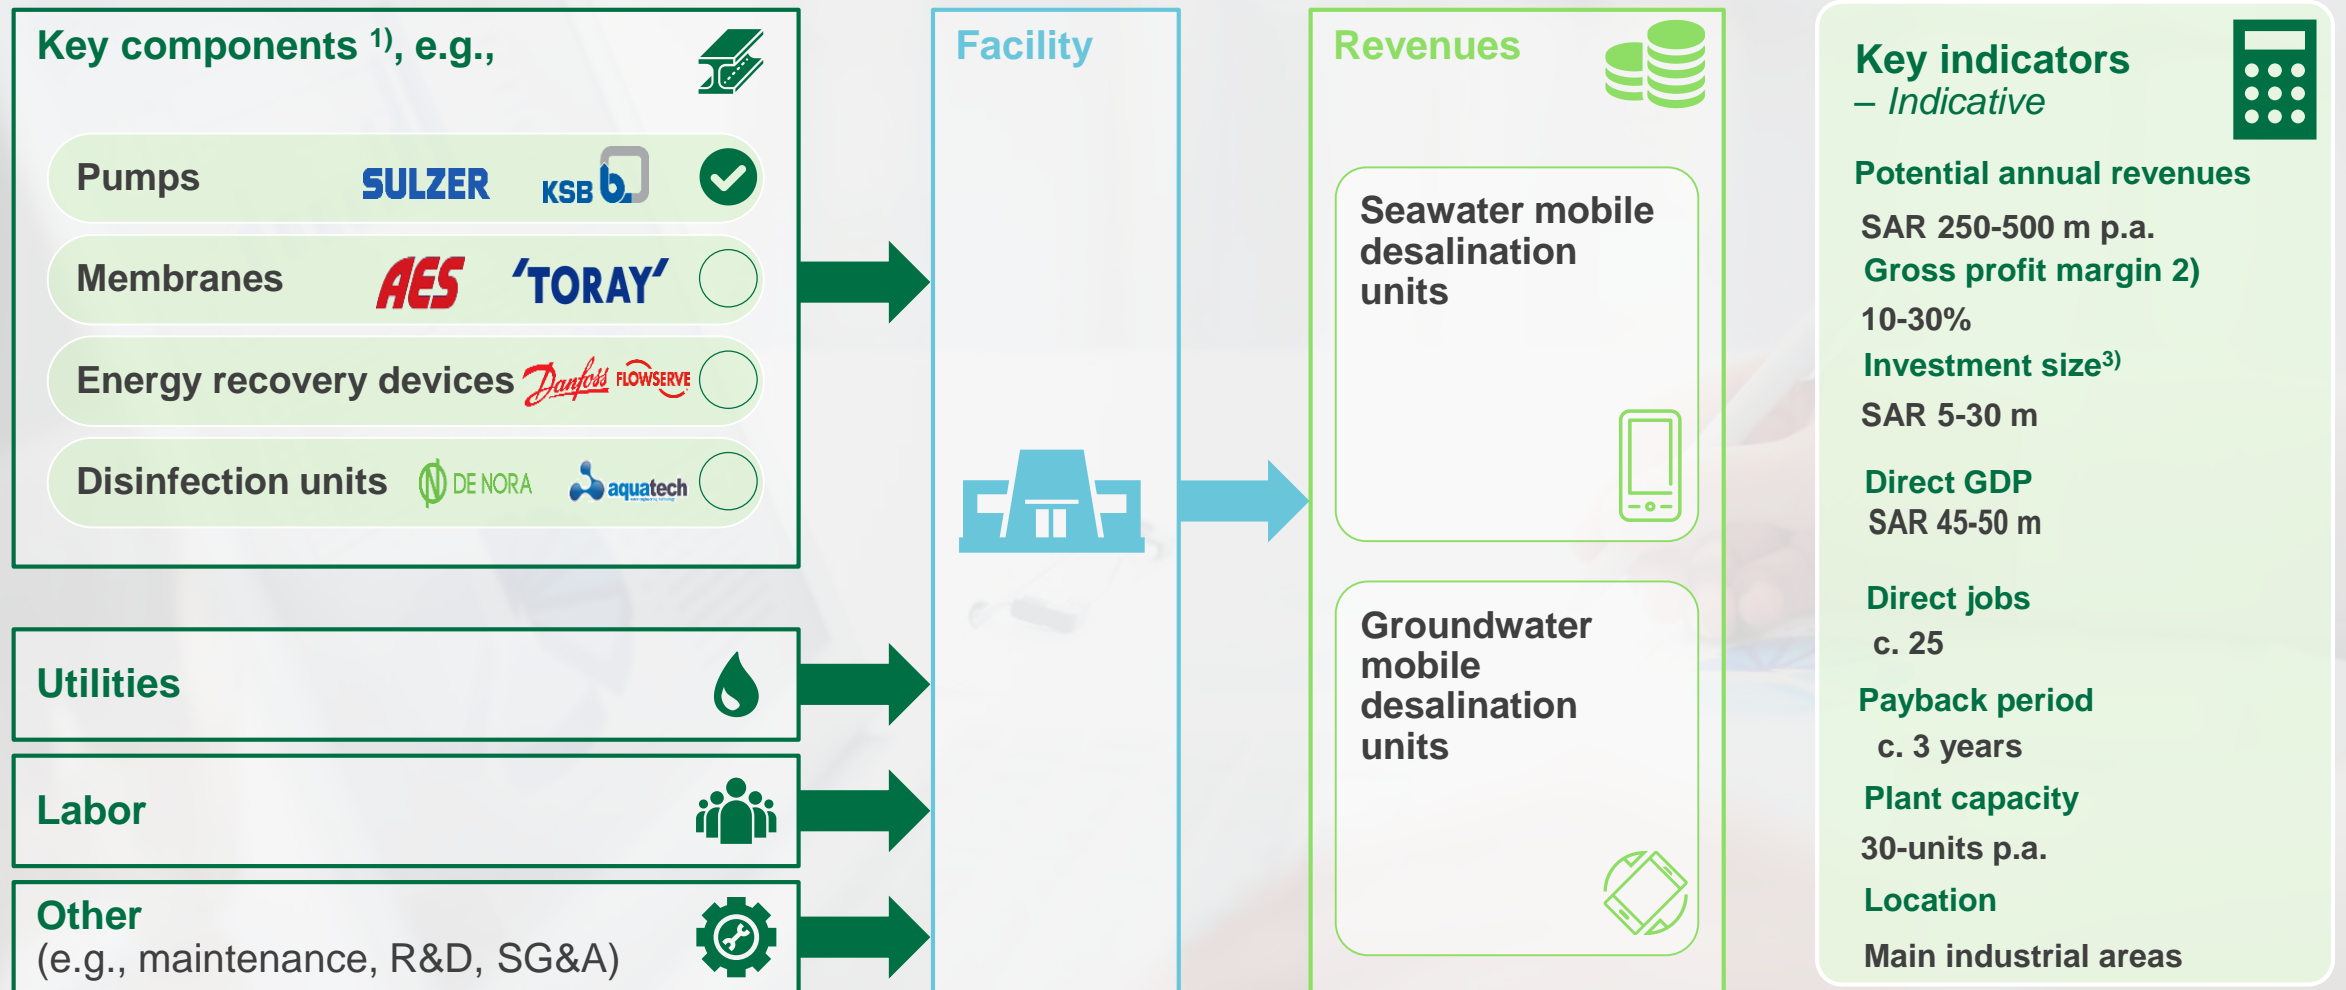 Key components 1), e.g.,
Pumps
SULZER
KSB b
Membranes
AES
'TORAY'
Energy recovery devices
Danfoss
FLOWSERVE
Disinfection units
DE NORA
aquatech
Utilities
Labor
Other
(e.g., maintenance, R&D, SG&A)
Facility
Revenues
Seawater mobile
desalination
units
Groundwater
mobile
desalination
units
Key indicators
– Indicative
Potential annual revenues
SAR 250-500 m p.a.
Gross profit margin 2)
10-30%
Investment size3)
SAR 5-30 m
Direct GDP
SAR 45-50 m
Direct jobs
c. 25
Payback period
c. 3 years
Plant capacity
30-units p.a.
Location
Main industrial areas